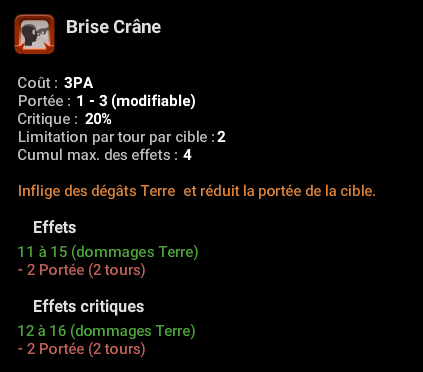 Brise Crâne
Coût : 3PA
Portée : 1 - 3 (modifiable)
Critique : 20%
Limitation par tour par cible : 2
Cumul max. des effets : 4
Inflige des dégâts Terre et réduit la portée de la cible.
Effets
11 à 15 (dommages Terre)
- 2 Portée (2 tours)
Effets critiques
12 à 16 (dommages Terre)
- 2 Portée (2 tours)